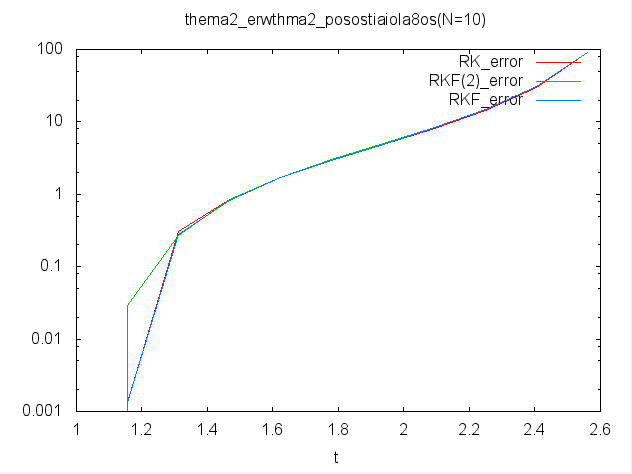 thema2_erwthma2_posostiaiola8os(N=10)
100
RK_error
RKF(2)_error
RKF_error
10
1
0.1
0.01
0.001
1 1.2 1.4 1.6 1.8 2 2.2 2.4 2.6
t